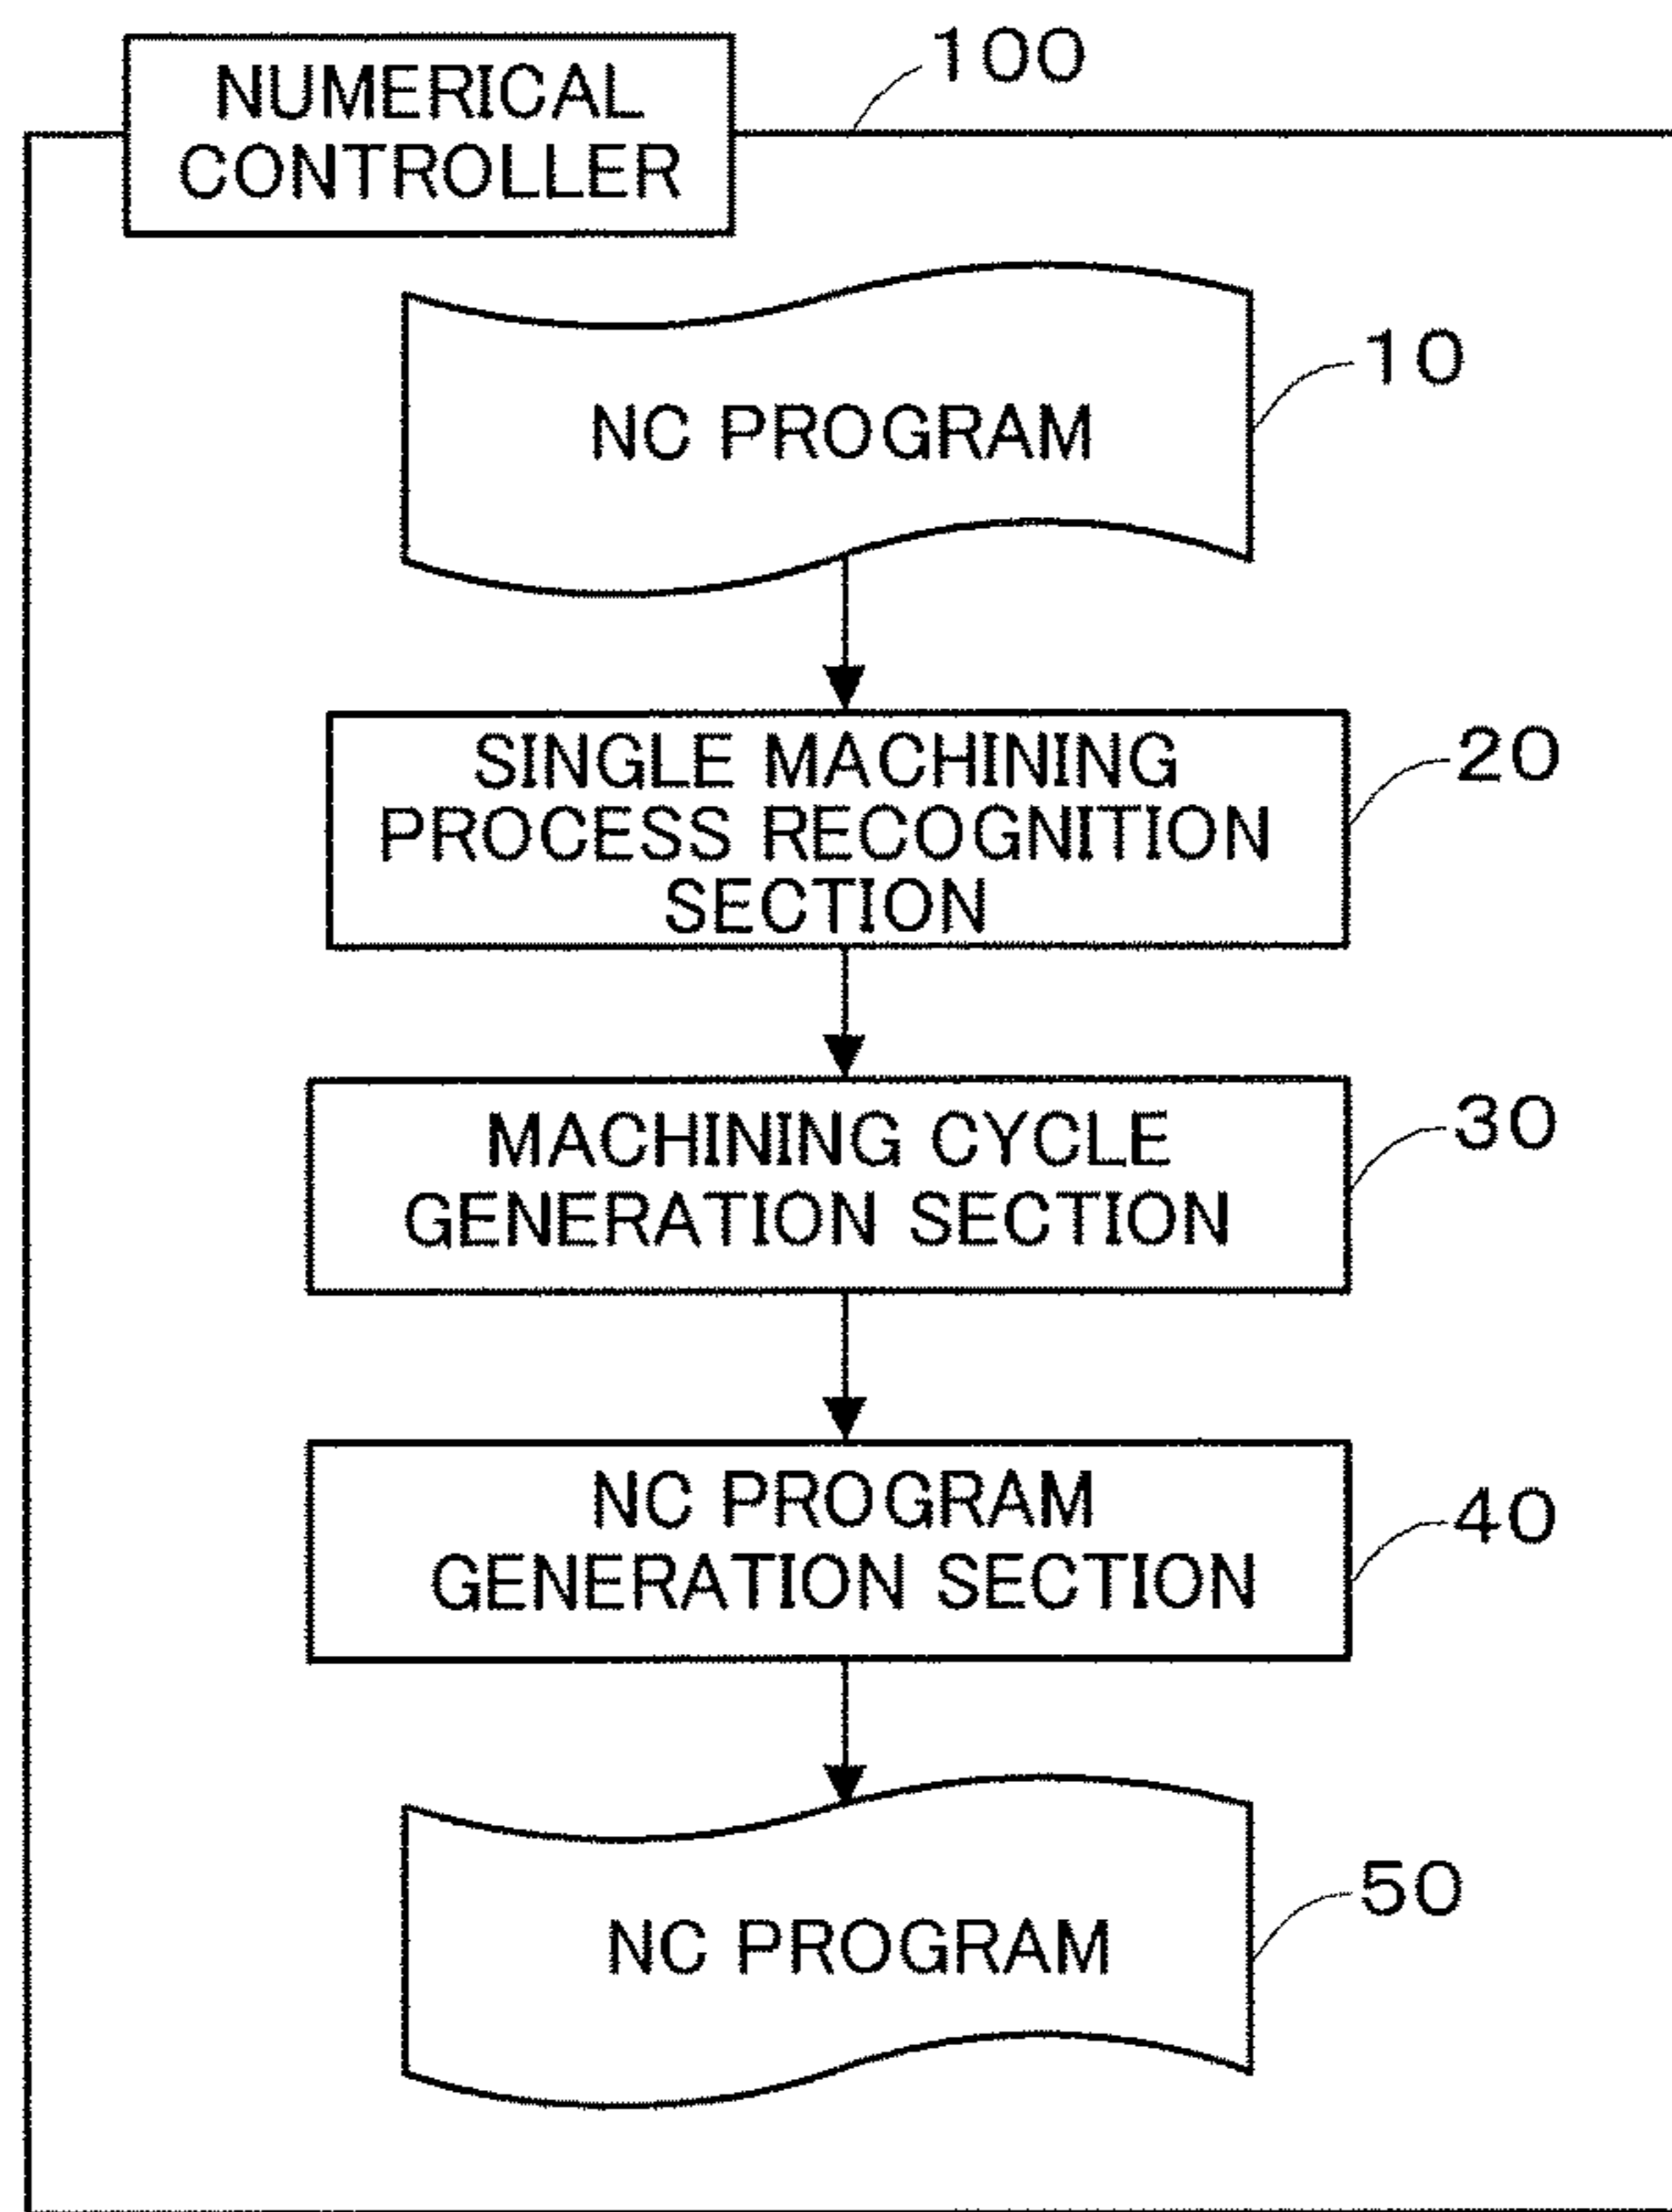 NUMERICAL
CONTROLLER
100
NC PROGRAM
10
SINGLE MACHINING
PROCESS RECOGNITION
SECTION
20
MACHINING CYCLE
GENERATION SECTION
30
NC PROGRAM
GENERATION SECTION
40
NC PROGRAM
50